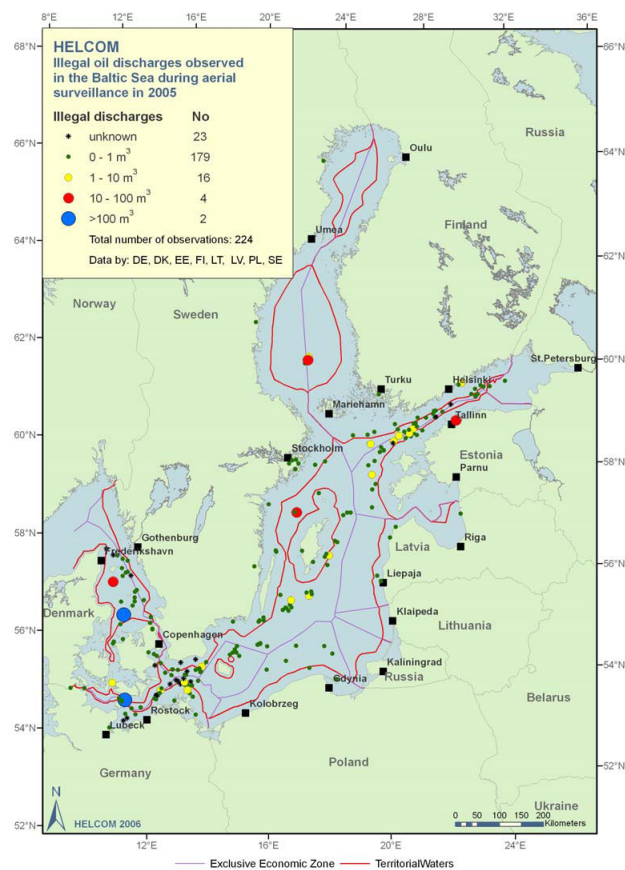 8°E 12°E 16°E 20°E 24°E 28°E 32°E 36°E
HELCOM
Illegal oil discharges observed
in the Baltic Sea during aerial
surveillance in 2005
Illegal discharges No
unknown 23
0 - 1 m3 179
1 - 10 m3 16
10 - 100 m3 4
>100 m3 2
Total number of observations: 224
Data by: DE, DK, EE, FI, LT, LV, PL, SE
68°N
66°N
66°N
Russia
Oulu
64°N
Finland
Umea
64°N
62°N
Norway
Sweden
62°N
St.Petersburg
60°N
Turku
Helsinki
Mariehamn
Tallinn
60°N
Stockholm
Estonia
58°N
Parnu
58°N
Gothenburg
Riga
Frederikshavn
Latvia
56°N
Liepaja
Denmark
Klaipeda
Lithuania
56°N
Copenhagen
Kaliningrad
54°N
Russia
Gdynia
Belarus
Rostock
Kolobrzeg
54°N
Lubeck
Poland
Germany
52°N
N
Ukraine
0 50 100 150 200
Kilometers
HELCOM 2006
52°N
12°E 16°E 20°E 24°E
Exclusive Economic Zone TerritorialWaters